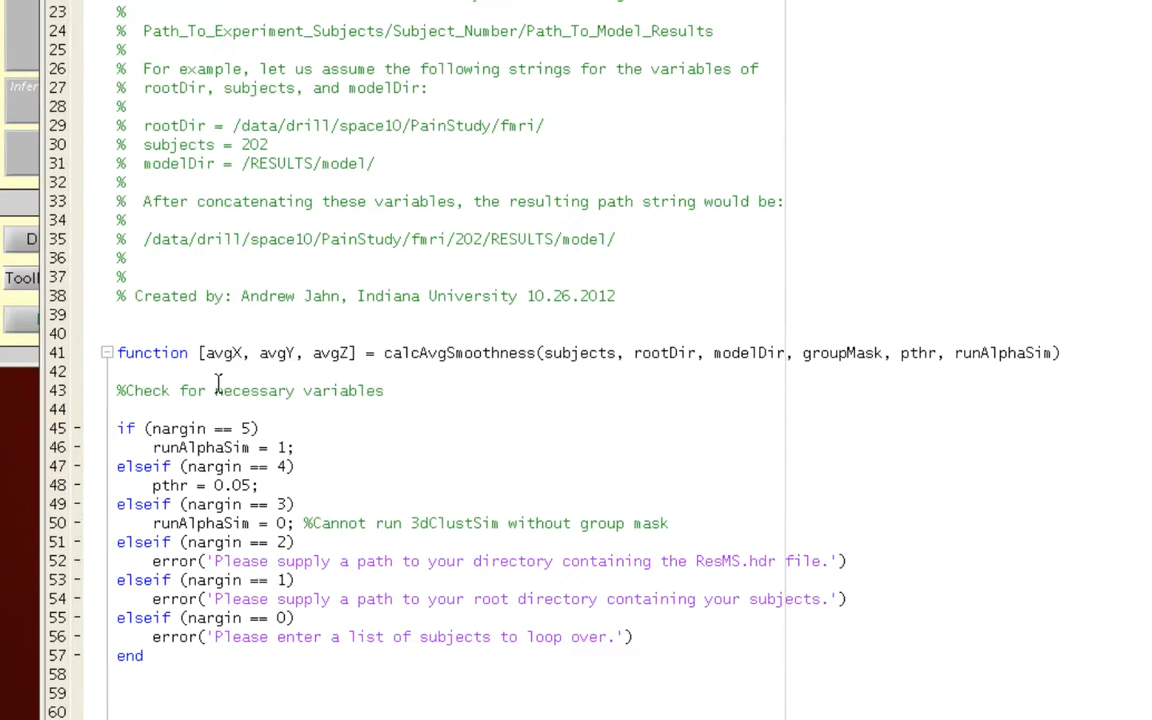 23 %
24 % Path_To_Experiment_Subjects/Subject_Number/Path_To_Model_Results
25 %
26 % For example, let us assume the following strings for the variables of
27 % rootDir, subjects, and modelDir:
28 %
29 % rootDir = /data/drill/space10/PainStudy/fmri/
30 % subjects = 202
31 % modelDir = /RESULTS/model/
32 %
33 % After concatenating these variables, the resulting path string would be:
34 %
35 % /data/drill/space10/PainStudy/fmri/202/RESULTS/model/
36 %
37 %
38 % Created by: Andrew Jahn, Indiana University 10.26.2012
39
40
41 function [avgX, avgY, avgZ] = calcAvgSmoothness(subjects, rootDir, modelDir, groupMask, pthr, runAlphaSim)
42
43 %Check for necessary variables
44
45 - if (nargin == 5)
46 - runAlphaSim = 1;
47 - elseif (nargin == 4)
48 - pthr = 0.05;
49 - elseif (nargin == 3)
50 - runAlphaSim = 0; %Cannot run 3dClustSim without group mask
51 - elseif (nargin == 2)
52 - error('Please supply a path to your directory containing the ResMS.hdr file.')
53 - elseif (nargin == 1)
54 - error('Please supply a path to your root directory containing your subjects.')
55 - elseif (nargin == 0)
56 - error('Please enter a list of subjects to loop over.')
57 - end
58
59
60
Infer
D
Tooll